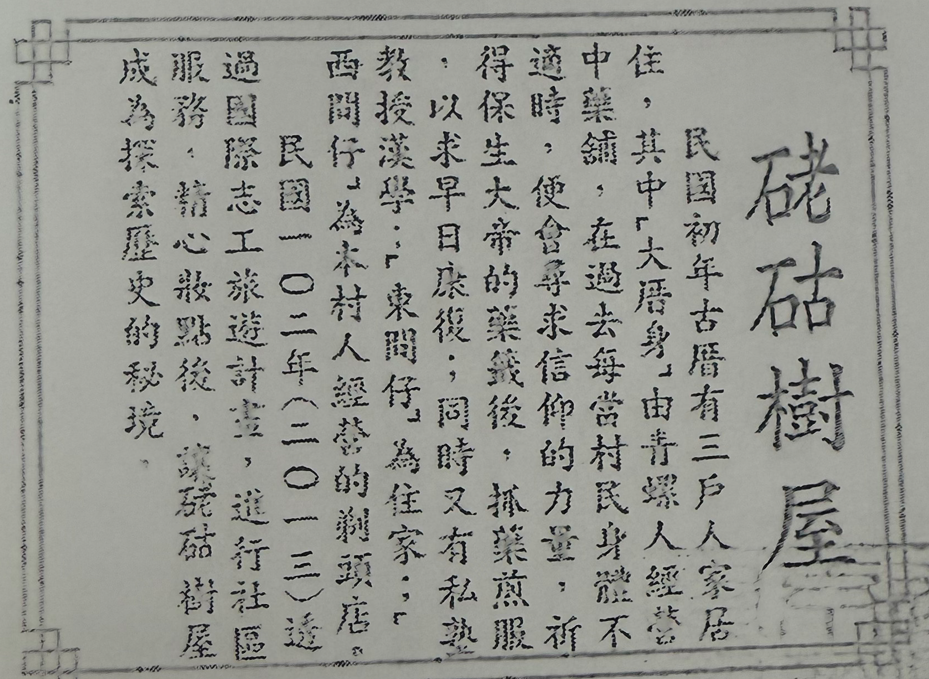 硓砧樹屋
民國初年古厝有三戶人家居
住，其中「大厝身」由青螺人經營
中藥舖，在過去每當村民身體不
適時，便會尋求信仰的力量，祈
得保生大帝的藥籤後，抓藥煎服
，以求早日康復；同時又有私塾
教授漢學；「東間仔」為住家；「
西間仔」為本村人經營的剃頭店。
民國一〇二年（二〇一三）透
過國際志工旅遊計畫，進行社區
服務，精心妝點後，讓硓砧樹屋
成為探索歷史的秘境。